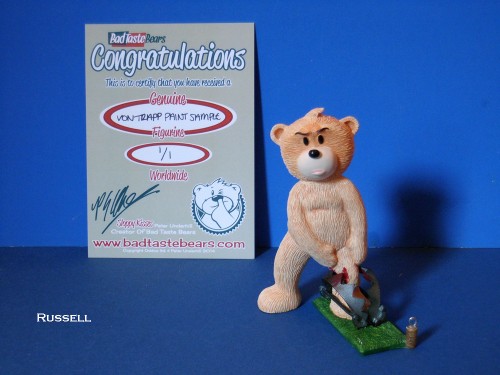 Bad Taste Bears
Congratulations
This is to certify that you have received a
Genuine
VON TRAPP PAINT SAMPLE
Figurine
1/1
Worldwide
Peter Underhill
Creator Of Bad Taste Bears
www.badtastebears.com
Russell